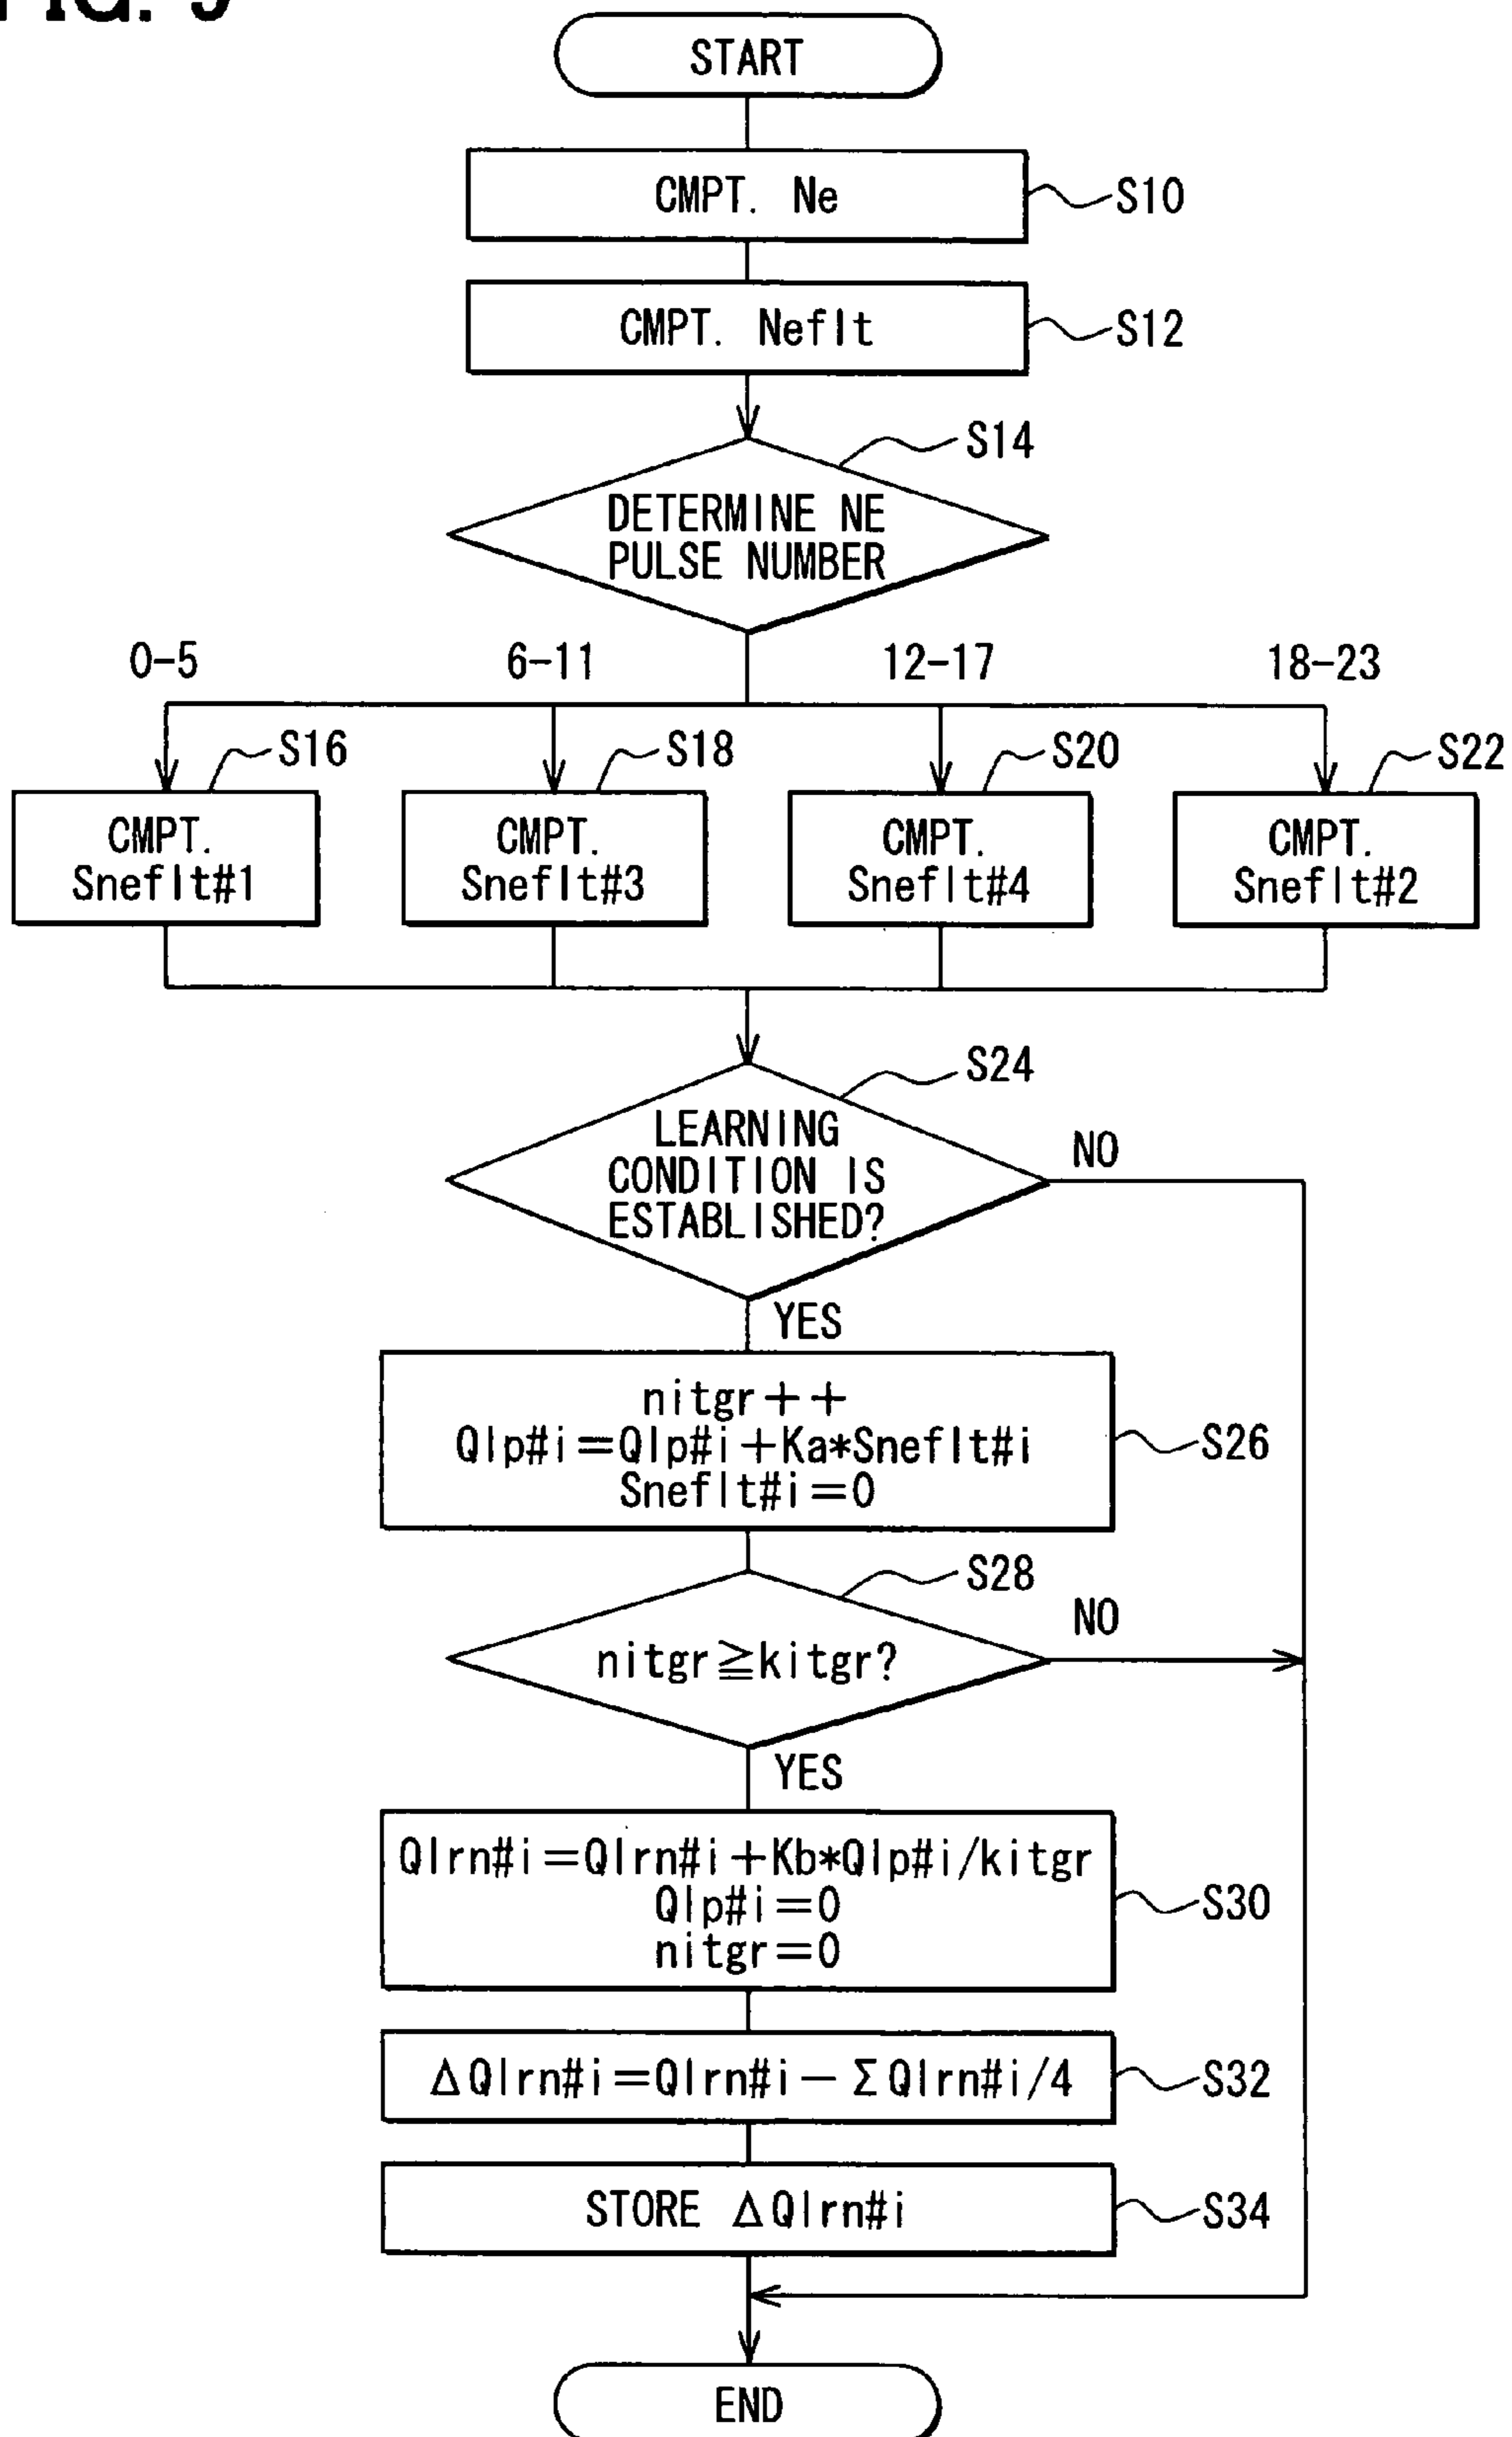 START
CMPT. Ne
S10
CMPT. Neflt
S12
S14
DETERMINE NE
PULSE NUMBER
0-5
6-11
12-17
18-23
S16
S18
S20
S22
CMPT.
Sneflt#1
CMPT.
Sneflt#3
CMPT.
Sneflt#4
CMPT.
Sneflt#2
S24
LEARNING
CONDITION IS
ESTABLISHED?
NO
YES
nitgr++
Qlp#i=Qlp#i+Ka*Sneflt#i
Sneflt#i=0
S26
S28
nitgr≧kitgr?
NO
YES
Qlrn#i=Qlrn#i+Kb*Qlp#i/kitgr
Qlp#i=0
nitgr=0
S30
ΔQlrn#i=Qlrn#i-ΣQlrn#i/4
S32
STORE ΔQlrn#i
S34
END